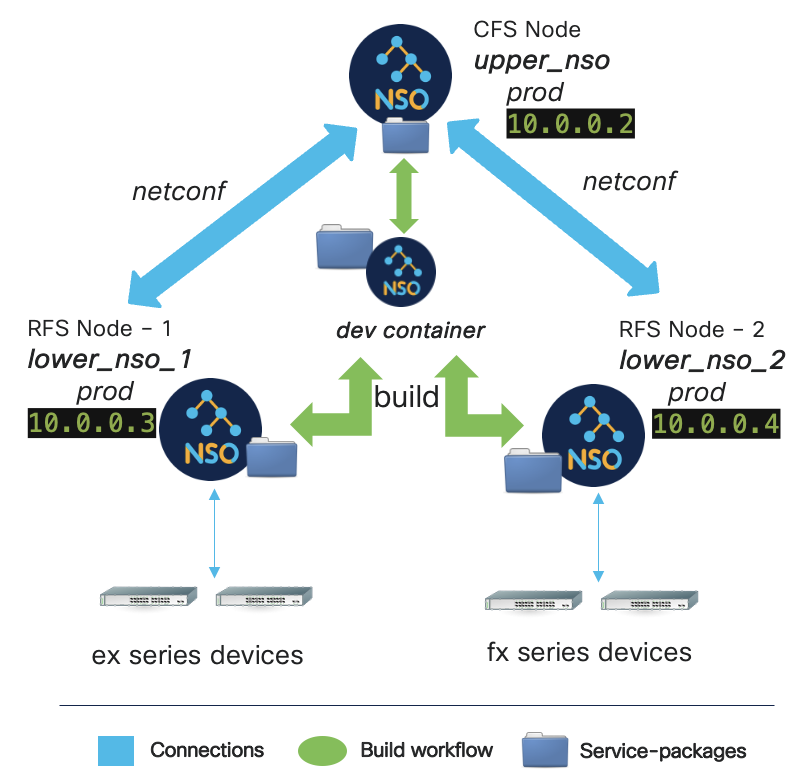 CFS Node
upper_nso
prod
10.0.0.2
NSO
netconf
netconf
NSO
dev container
RFS Node - 1
lower_nso_1
prod
10.0.0.3
NSO
build
RFS Node - 2
lower_nso_2
prod
10.0.0.4
NSO
ex series devices
fx series devices
Connections
Build workflow
Service-packages